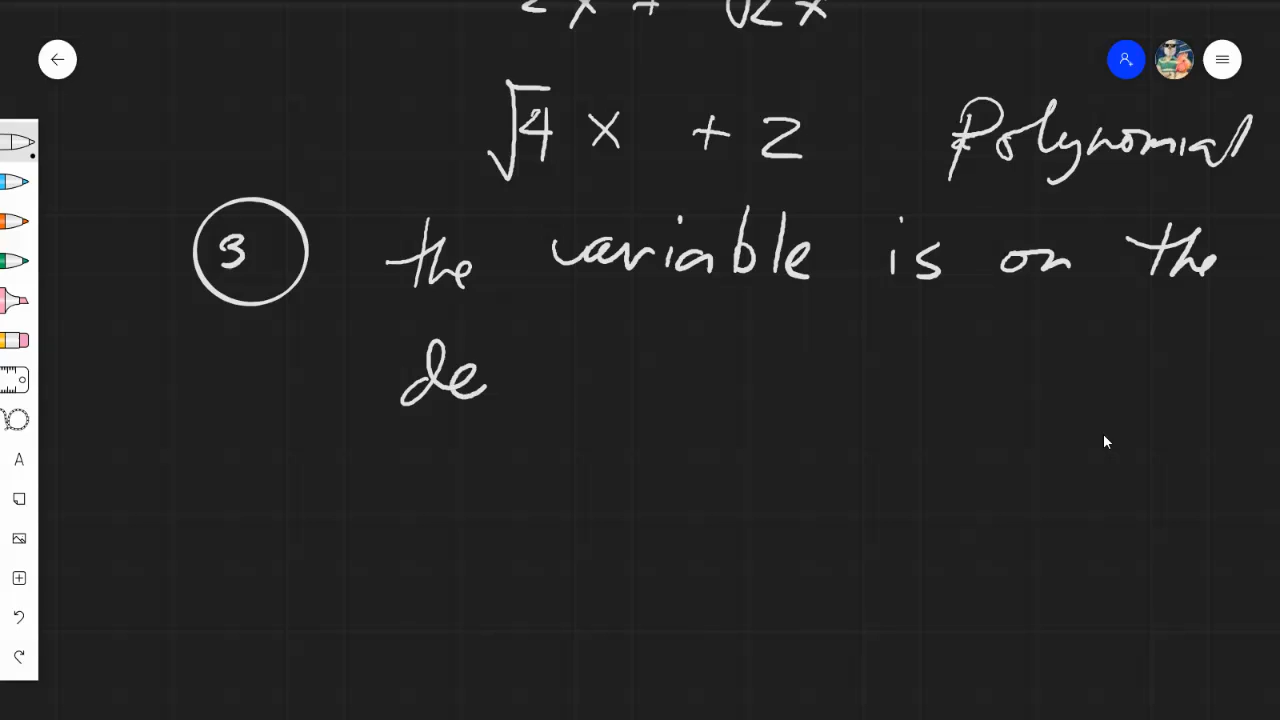 √4 x + 2 Polynomial
3 the variable is on the
de
A